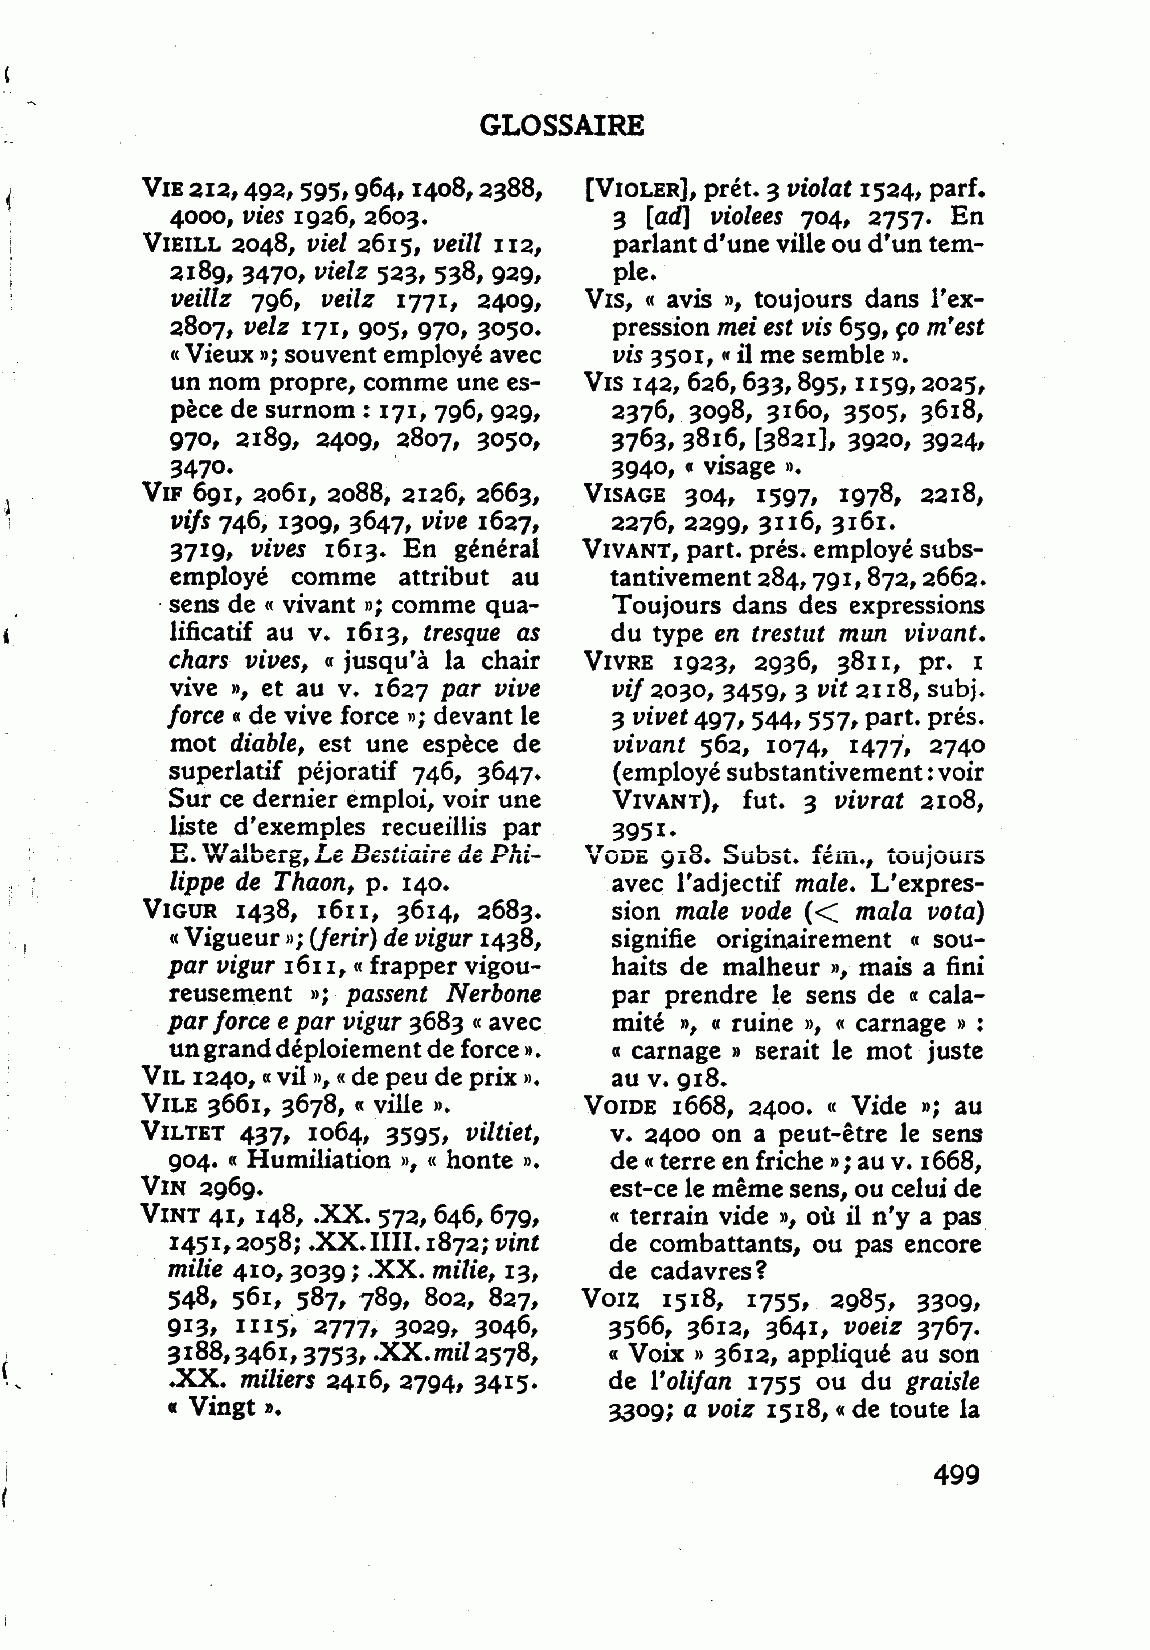 GLOSSAIRE
VIE 212, 492, 595, 964, 1408, 2388,
4000, vies 1926, 2603.
VIEILL 2048, viel 2615, veill 112,
2189, 3470, vielz 523, 538, 929,
veillz 796, veilz 1771, 2409,
2807, velz 171, 905, 970, 3050.
« Vieux »; souvent employé avec
un nom propre, comme une es-
pèce de surnom : 171, 796, 929,
970, 2189, 2409, 2807, 3050,
3470.
VIF 691, 2061, 2088, 2126, 2663,
vifs 746, 1309, 3647, vive 1627,
3719, vives 1613. En général
employé comme attribut au
sens de « vivant »; comme qua-
lificatif au v. 1613, tresque as
chars vives, « jusqu'à la chair
vive », et au v. 1627 par vive
force « de vive force »; devant le
mot diable, est une espèce de
superlatif péjoratif 746, 3647.
Sur ce dernier emploi, voir une
liste d'exemples recueillis par
E. Walberg, Le Bestiaire de Phi-
lippe de Thaon, p. 140.
VIGUR 1438, 1611, 3614, 2683.
« Vigueur »; (ferir) de vigur 1438,
par vigur 1611, « frapper vigou-
reusement »; passent Nerbone
par force e par vigur 3683 « avec
un grand déploiement de force ».
VIL 1240, « vil », « de peu de prix ».
VILE 3661, 3678, « ville ».
VILTET 437, 1064, 3595, viltiet,
904. « Humiliation », « honte ».
VIN 2969.
VINT 41, 148, .XX. 572, 646, 679,
1451, 2058; .XX.IIII. 1872; vint
milie 410, 3039 ; .XX. milie, 13,
548, 561, 587, 789, 802, 827,
913, 1115, 2777, 3029, 3046,
3188, 3461, 3753, .XX. mil 2578,
.XX. miliers 2416, 2794, 3415.
« Vingt ».
[VIOLER], prét. 3 violat 1524, parf.
3 [ad] violees 704, 2757. En
parlant d'une ville ou d'un tem-
ple.
VIS, « avis », toujours dans l'ex-
pression mei est vis 659, ço m'est
vis 3501, « il me semble ».
VIS 142, 626, 633, 895, 1159, 2025,
2376, 3098, 3160, 3505, 3618,
3763, 3816, [3821], 3920, 3924,
3940, « visage ».
VISAGE 304, 1597, 1978, 2218,
2276, 2299, 3116, 3161.
VIVANT, part. prés. employé subs-
tantivement 284, 791, 872, 2662.
Toujours dans des expressions
du type en trestut mun vivant.
VIVRE 1923, 2936, 3811, pr. 1
vif 2030, 3459, 3 vit 2118, subj.
3 vivet 497, 544, 557, part. prés.
vivant 562, 1074, 1477, 2740
(employé substantivement : voir
VIVANT), fut. 3 vivrat 2108,
3951.
VODE 918. Subst. fém., toujours
avec l'adjectif male. L'expres-
sion male vode (< mala vota)
signifie originairement « sou-
haits de malheur », mais a fini
par prendre le sens de « cala-
mité », « ruine », « carnage » :
« carnage » serait le mot juste
au v. 918.
VOIDE 1668, 2400. « Vide »; au
v. 2400 on a peut-être le sens
de « terre en friche » ; au v. 1668,
est-ce le même sens, ou celui de
« terrain vide », où il n'y a pas
de combattants, ou pas encore
de cadavres?
VOIZ 1518, 1755, 2985, 3309,
3566, 3612, 3641, voeiz 3767.
« Voix » 3612, appliqué au son
de l'olifan 1755 ou du graisle
3309; a voiz 1518, « de toute la
499